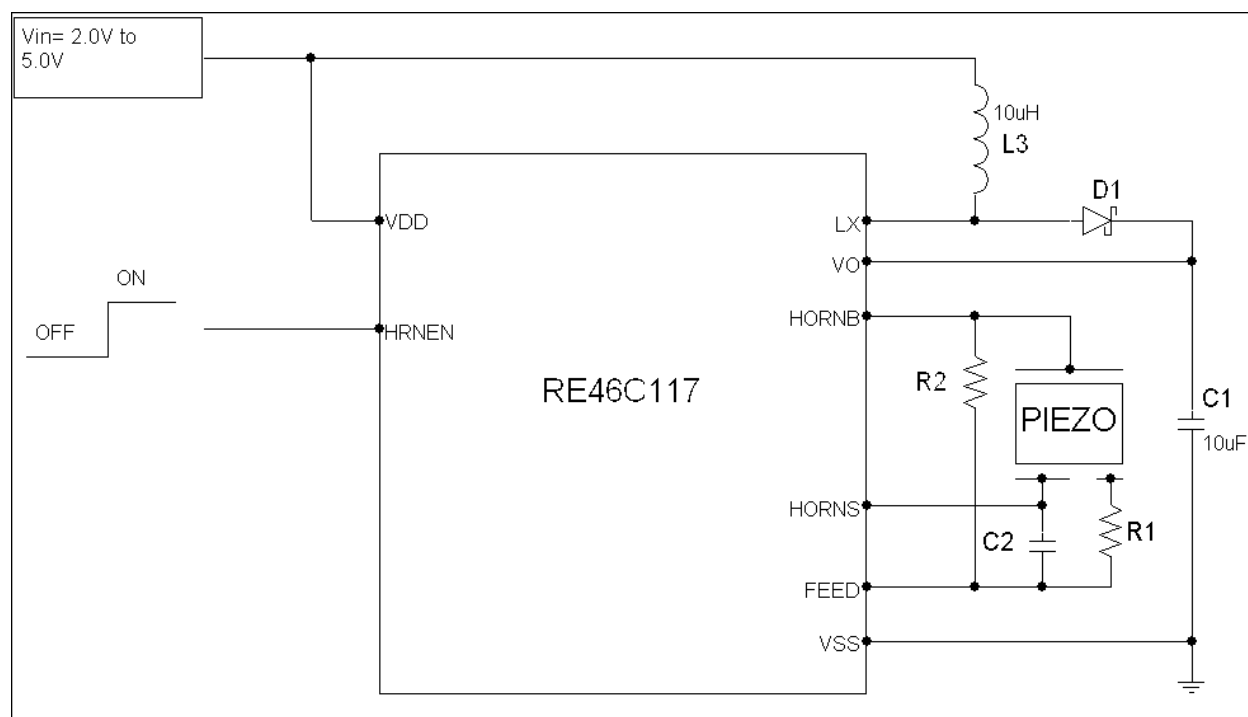 Vin= 2.0V to
5.0V
10uH
L3
D1
VDD
LX
VO
ON
OFF
HRNEN
HORNB
RE46C117
R2
PIEZO
C1
10uF
HORNS
C2
R1
FEED
VSS